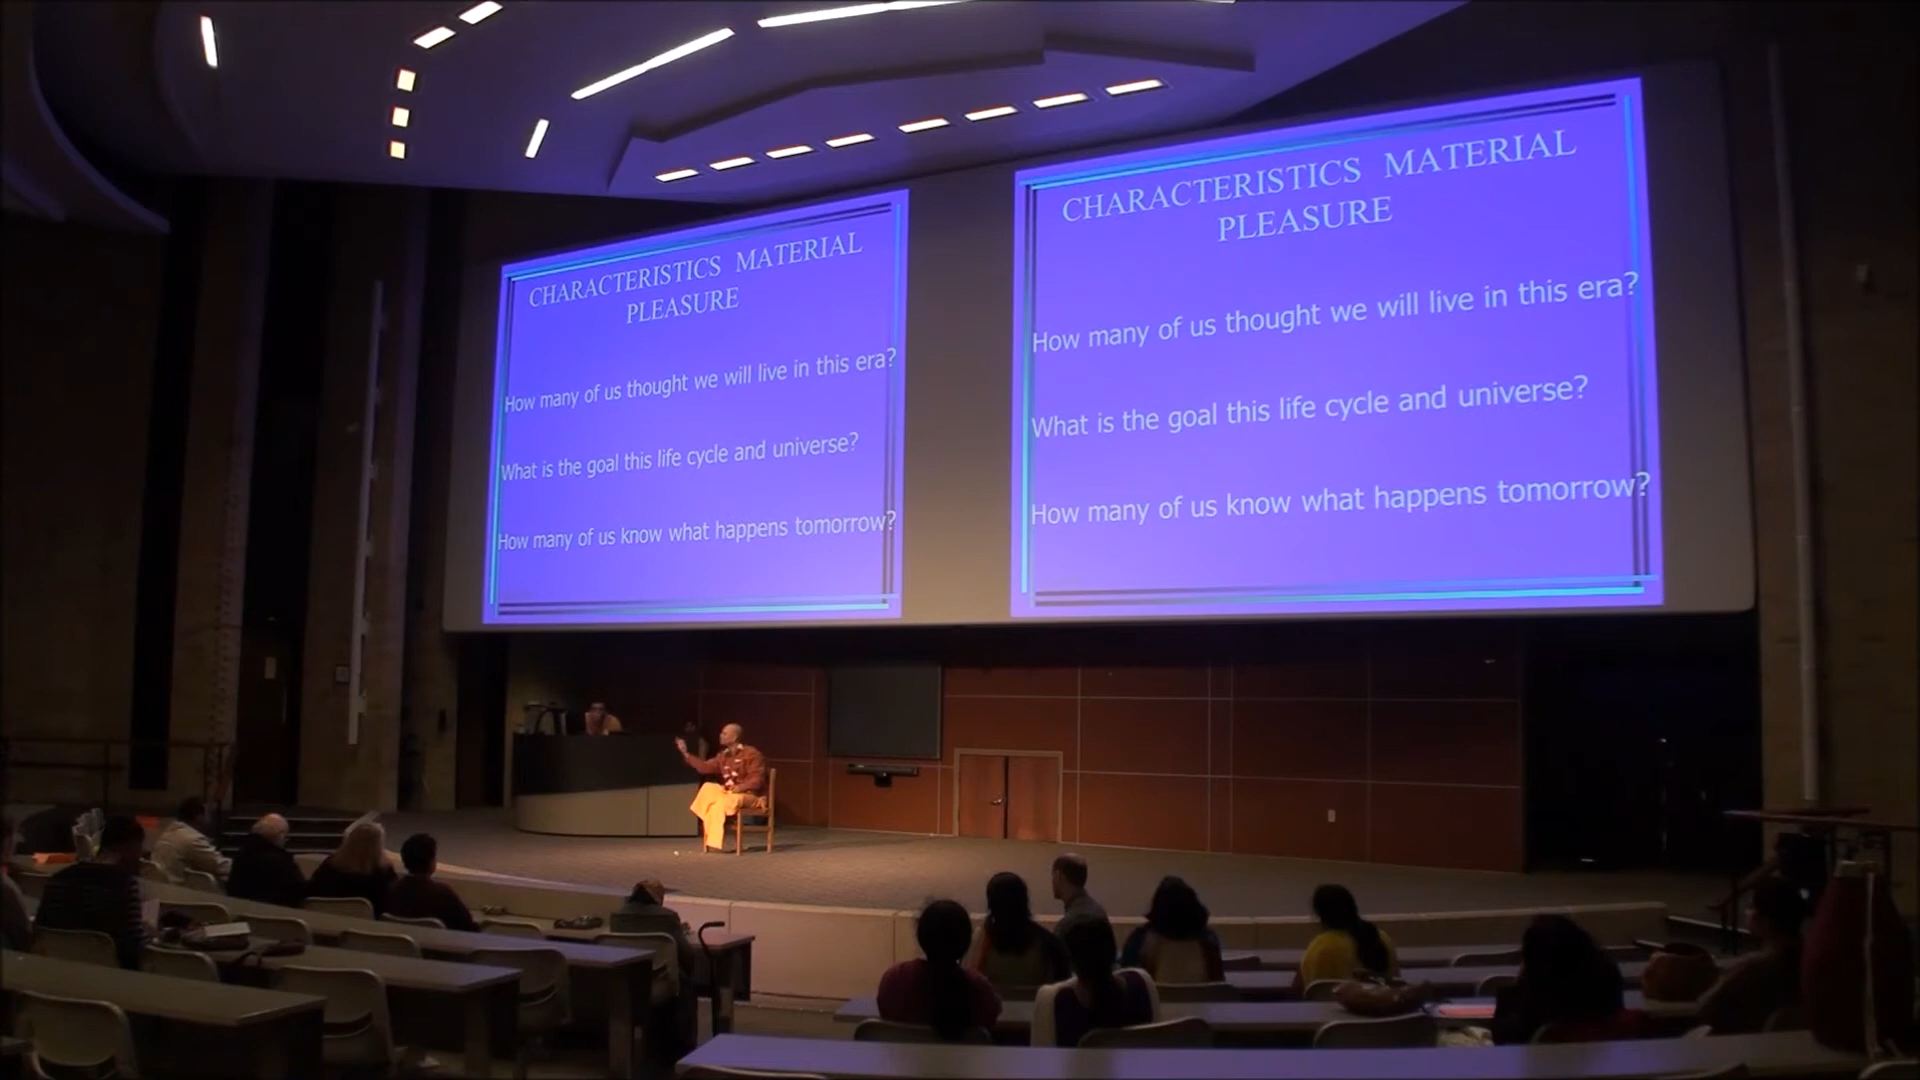 CHARACTERISTICS MATERIAL
PLEASURE
How many of us thought we will live in this era?
What is the goal this life cycle and universe?
How many of us know what happens tomorrow?
CHARACTERISTICS MATERIAL
PLEASURE
How many of us thought we will live in this era?
What is the goal this life cycle and universe?
How many of us know what happens tomorrow?